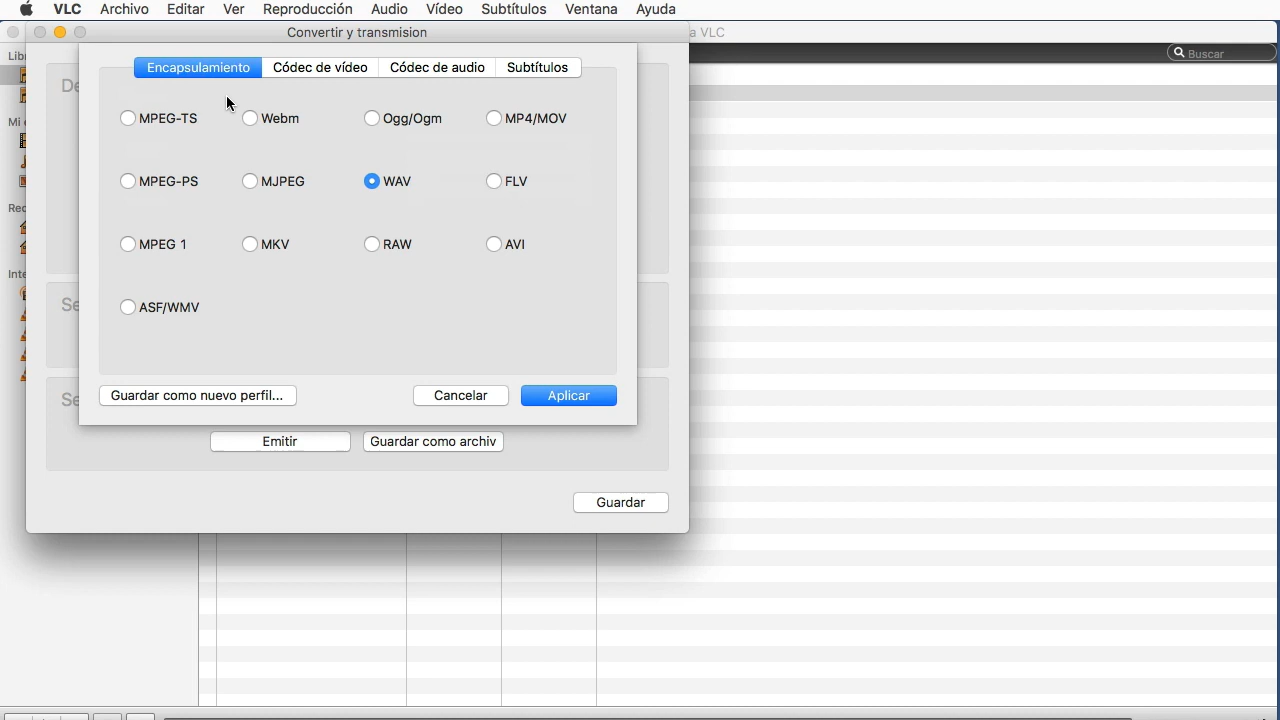 VLC Archivo Editar Ver Reproducción Audio Vídeo Subtítulos Ventana Ayuda
Convertir y transmision
a VLC
Buscar
Encapsulamiento Códec de vídeo Códec de audio Subtítulos
MPEG-TS Webm Ogg/Ogm MP4/MOV
MPEG-PS MJPEG WAV FLV
MPEG 1 MKV RAW AVI
ASF/WMV
Guardar como nuevo perfil... Cancelar Aplicar
Emitir Guardar como archiv
Guardar
Mi